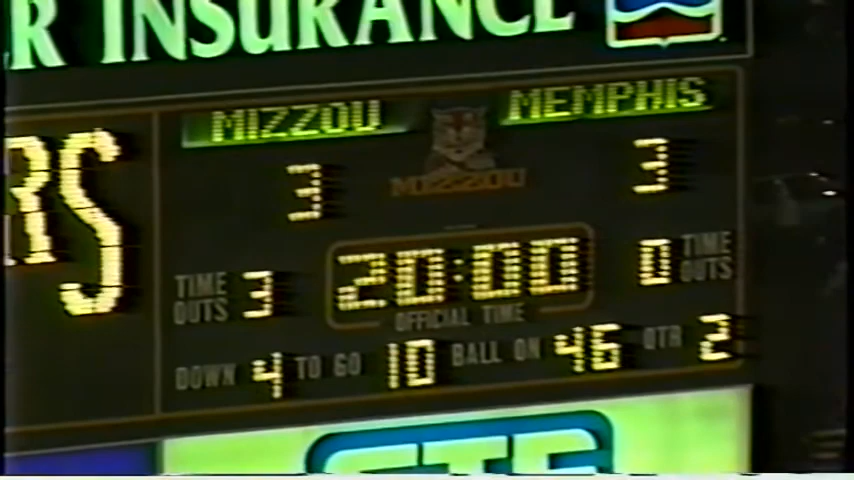 R INSURANCE
MIZZOU MEMPHIS
RS
3 MIZZOU 3
TIME OUTS 3 20:00 0 TIME OUTS
OFFICIAL TIME
DOWN 4 TO GO 10 BALL ON 46 QTR 2